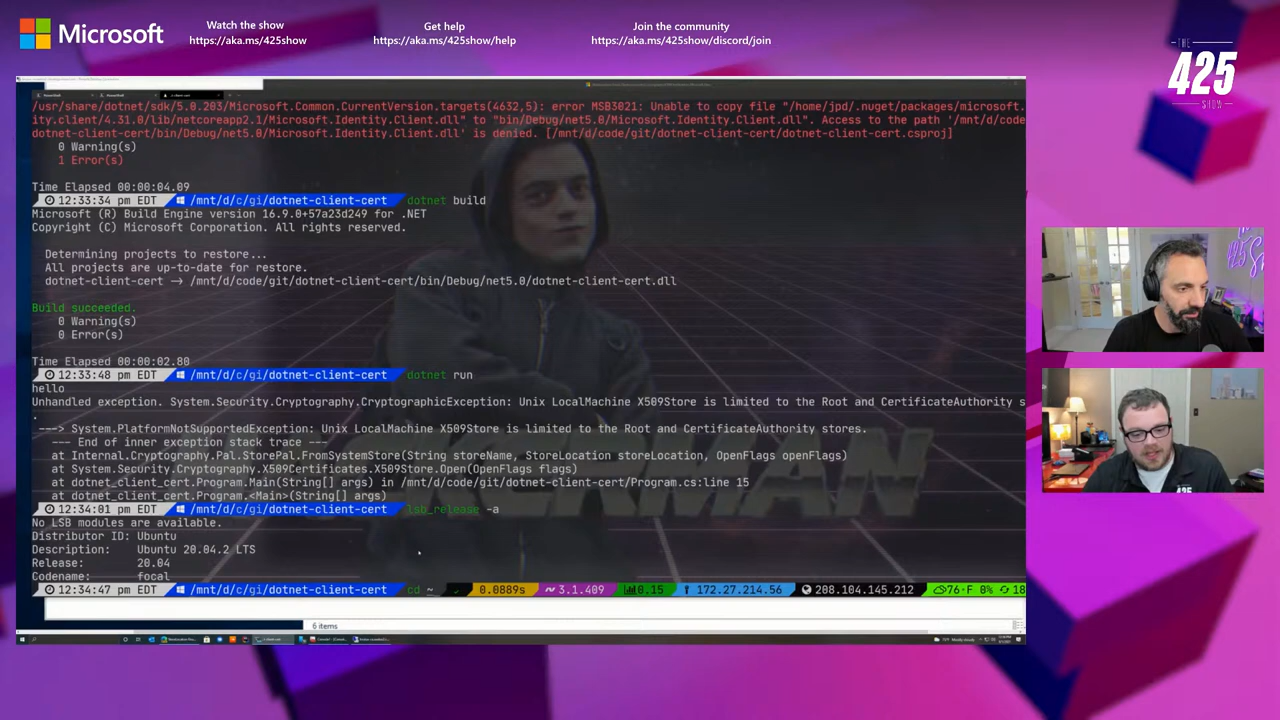 Microsoft
Watch the show
https://aka.ms/425show
Get help
https://aka.ms/425show/help
Join the community
https://aka.ms/425show/discord/join
THE
425
SHOW
/usr/share/dotnet/sdk/5.0.203/Microsoft.Common.CurrentVersion.targets(4632,5): error MSB3021: Unable to copy file "/home/jpd/.nuget/packages/microsoft.
ity.client/4.31.0/lib/netcoreapp2.1/Microsoft.Identity.Client.dll" to "bin/Debug/net5.0/Microsoft.Identity.Client.dll". Access to the path '/mnt/d/code
dotnet-client-cert/bin/Debug/net5.0/Microsoft.Identity.Client.dll' is denied. [/mnt/d/code/git/dotnet-client-cert/dotnet-client-cert.csproj]
0 Warning(s)
1 Error(s)
Time Elapsed 00:00:04.09
12:33:34 pm EDT /mnt/d/c/gi/dotnet-client-cert dotnet build
Microsoft (R) Build Engine version 16.9.0+57a23d249 for .NET
Copyright (C) Microsoft Corporation. All rights reserved.
Determining projects to restore...
All projects are up-to-date for restore.
dotnet-client-cert → /mnt/d/code/git/dotnet-client-cert/bin/Debug/net5.0/dotnet-client-cert.dll
Build succeeded.
0 Warning(s)
0 Error(s)
Time Elapsed 00:00:02.80
12:33:48 pm EDT /mnt/d/c/gi/dotnet-client-cert dotnet run
hello
Unhandled exception. System.Security.Cryptography.CryptographicException: Unix LocalMachine X509Store is limited to the Root and CertificateAuthority s
.
---> System.PlatformNotSupportedException: Unix LocalMachine X509Store is limited to the Root and CertificateAuthority stores.
--- End of inner exception stack trace ---
at Internal.Cryptography.Pal.StorePal.FromSystemStore(String storeName, StoreLocation storeLocation, OpenFlags openFlags)
at System.Security.Cryptography.X509Certificates.X509Store.Open(OpenFlags flags)
at dotnet_client_cert.Program.Main(String[] args) in /mnt/d/code/git/dotnet-client-cert/Program.cs:line 15
at dotnet_client_cert.Program.<Main>(String[] args)
12:34:01 pm EDT /mnt/d/c/gi/dotnet-client-cert lsb_release -a
No LSB modules are available.
Distributor ID: Ubuntu
Description: Ubuntu 20.04.2 LTS
Release: 20.04
Codename: focal
12:34:47 pm EDT /mnt/d/c/gi/dotnet-client-cert cd ~ 0.0889s 3.1.409 0.15 172.27.214.56 208.104.145.212 76°F 0% 18
6 items